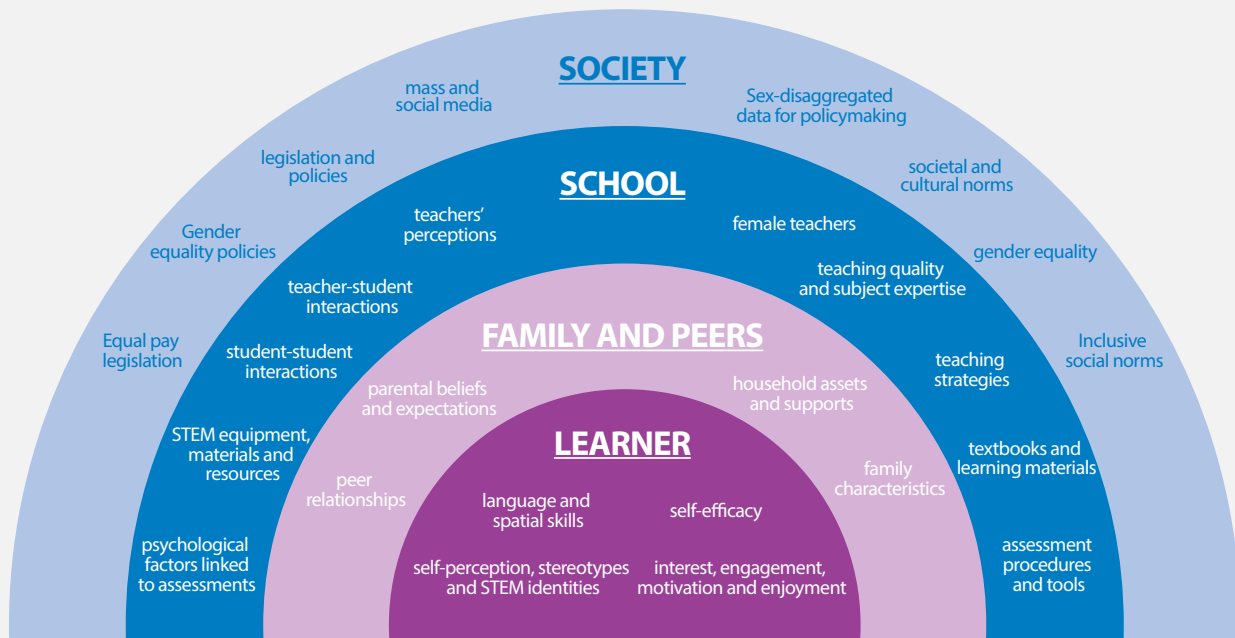 SOCIETY
mass and
social media
Sex-disaggregated
data for policymaking
legislation and
policies
societal and
cultural norms
Gender
equality policies
gender equality
Equal pay
legislation
Inclusive
social norms
SCHOOL
teachers’
perceptions
female teachers
teacher-student
interactions
teaching quality
and subject expertise
student-student
interactions
teaching
strategies
STEM equipment,
materials and
resources
textbooks and
learning materials
psychological
factors linked
to assessments
assessment
procedures
and tools
FAMILY AND PEERS
parental beliefs
and expectations
household assets
and supports
peer
relationships
family
characteristics
LEARNER
language and
spatial skills
self-efficacy
self-perception, stereotypes
and STEM identities
interest, engagement,
motivation and enjoyment